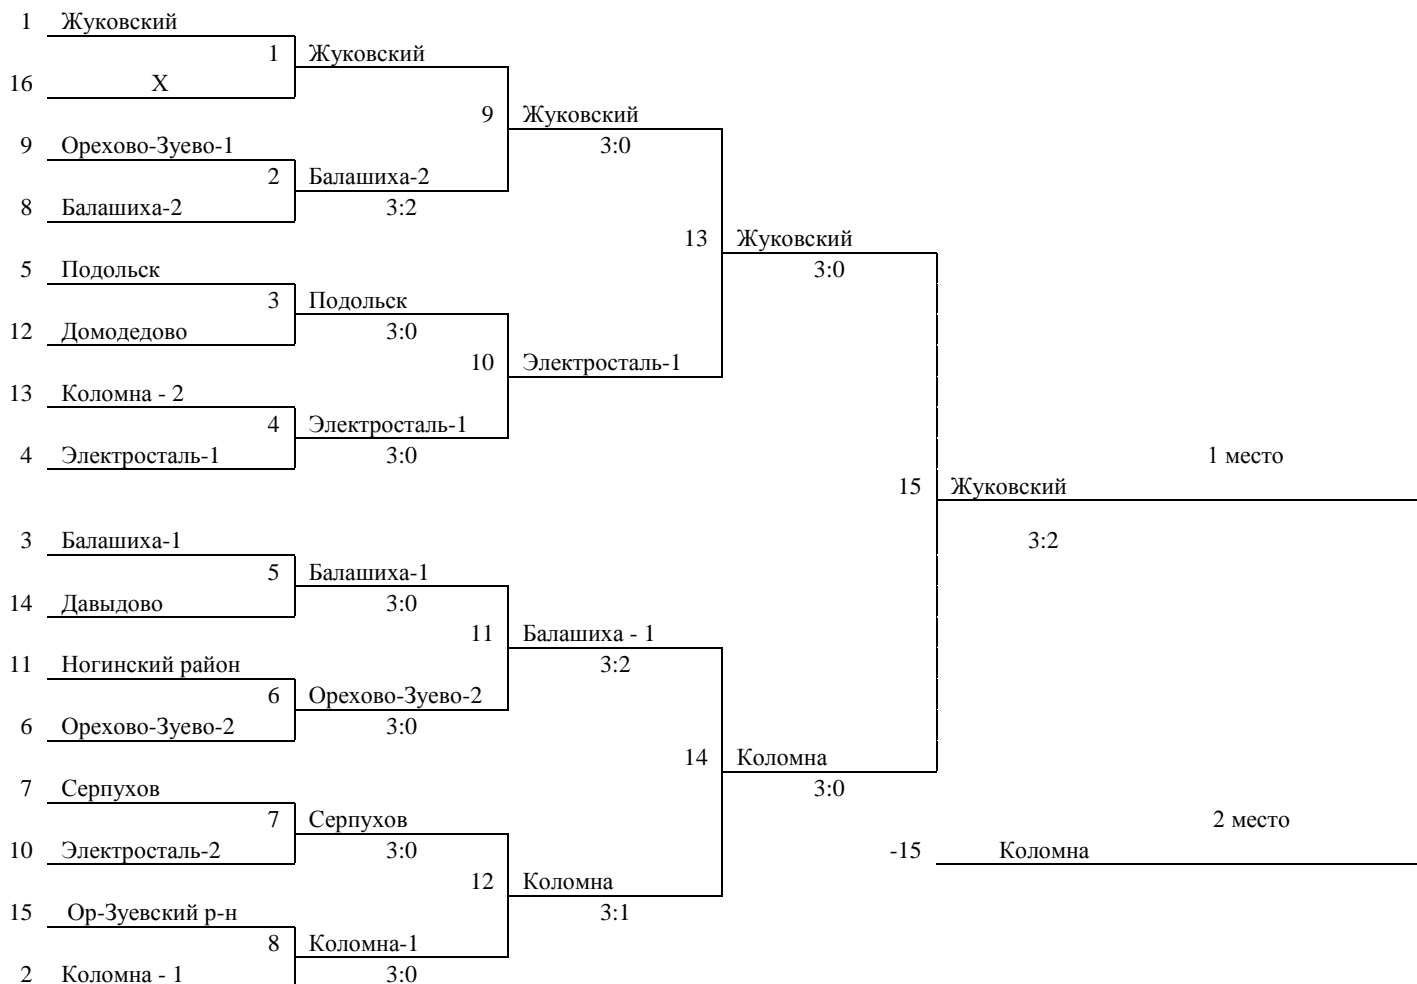 1 Жуковский
1 Жуковский
16 Х
9 Жуковский
9 Орехово-Зуево-1 3:0
2 Балашиха-2
8 Балашиха-2 3:2
13 Жуковский
5 Подольск 3:0
3 Подольск
12 Домодедово 3:0
10 Электросталь-1
13 Коломна - 2
4 Электросталь-1
4 Электросталь-1 3:0 1 место
15 Жуковский
3 Балашиха-1 3:2
5 Балашиха-1
14 Давыдово 3:0
11 Балашиха - 1
11 Ногинский район 3:2
6 Орехово-Зуево-2
6 Орехово-Зуево-2 3:0
14 Коломна
7 Серпухов 3:0
7 Серпухов 2 место
10 Электросталь-2 3:0 -15 Коломна
12 Коломна
15 Ор-Зуевский р-н 3:1
8 Коломна-1
2 Коломна - 1 3:0